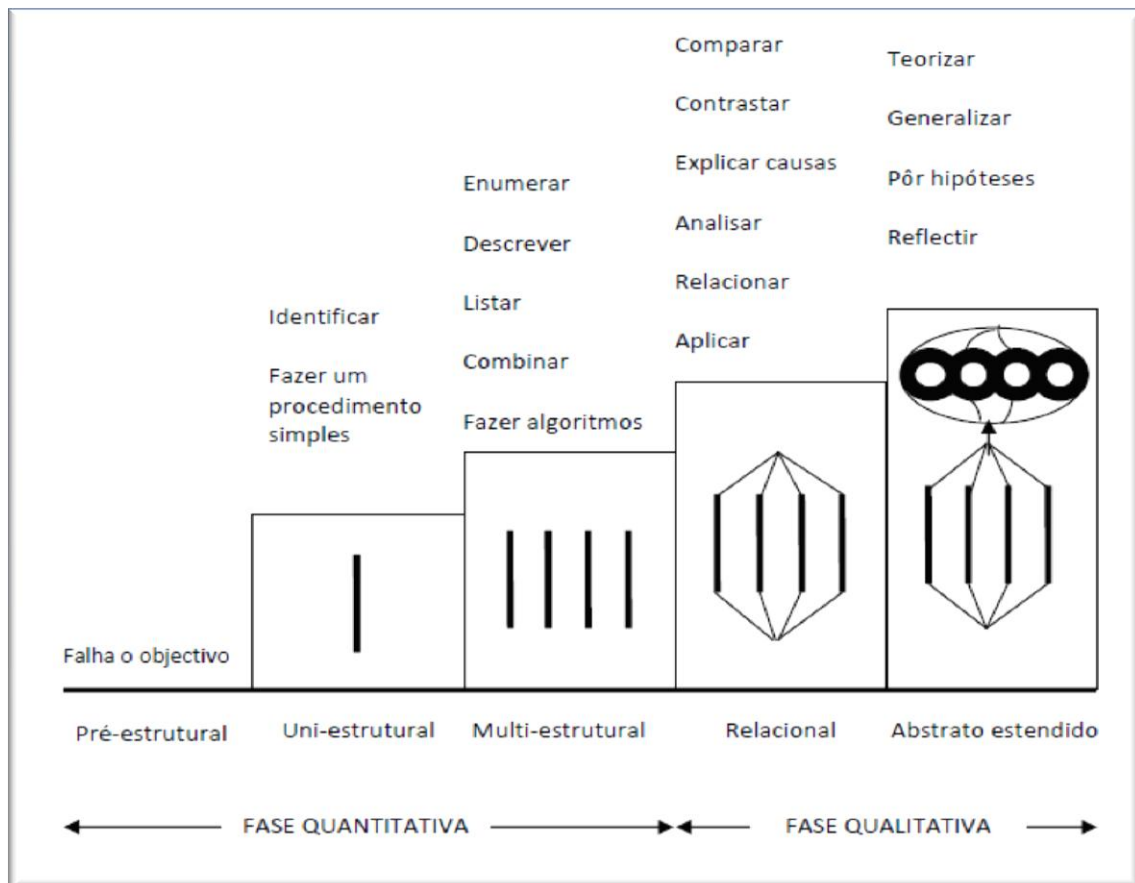 Comparar
Contrastar
Explicar causas
Analisar
Relacionar
Aplicar
Teorizar
Generalizar
Pôr hipóteses
Reflectir
Enumerar
Descrever
Listar
Combinar
Fazer algoritmos
Identificar
Fazer um
procedimento
simples
Falha o objectivo
Pré-estrutural
Uni-estrutural
Multi-estrutural
Relacional
Abstrato estendido
FASE QUANTITATIVA
FASE QUALITATIVA